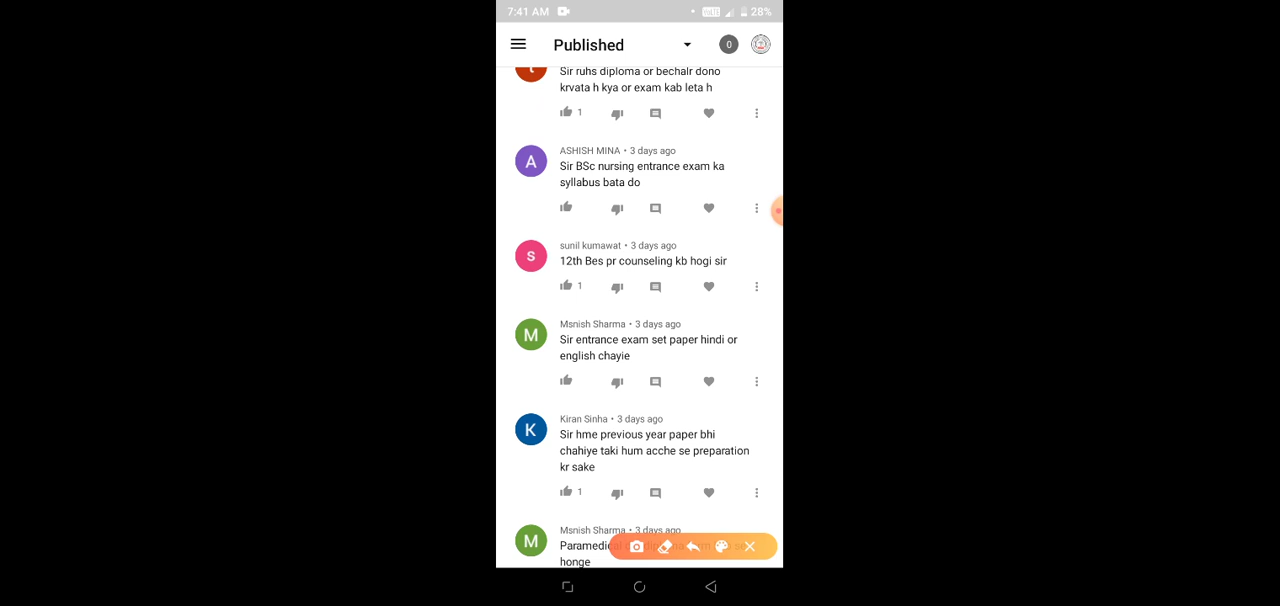 7:41 AM
VoLTE
28%
Published
0
t
Sir ruhs diploma or bechalr dono
krvata h kya or exam kab leta h
1
A
ASHISH MINA • 3 days ago
Sir BSc nursing entrance exam ka
syllabus bata do
S
sunil kumawat • 3 days ago
12th Bes pr counseling kb hogi sir
1
M
Msnish Sharma • 3 days ago
Sir entrance exam set paper hindi or
english chayie
K
Kiran Sinha • 3 days ago
Sir hme previous year paper bhi
chahiye taki hum acche se preparation
kr sake
1
M
Msnish Sharma • 3 days ago
honge